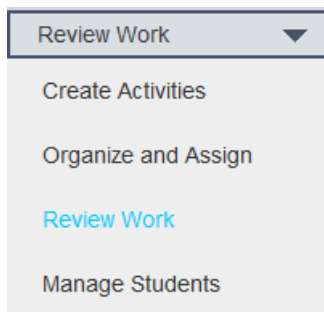 Review Work
Create Activities
Organize and Assign
Review Work
Manage Students